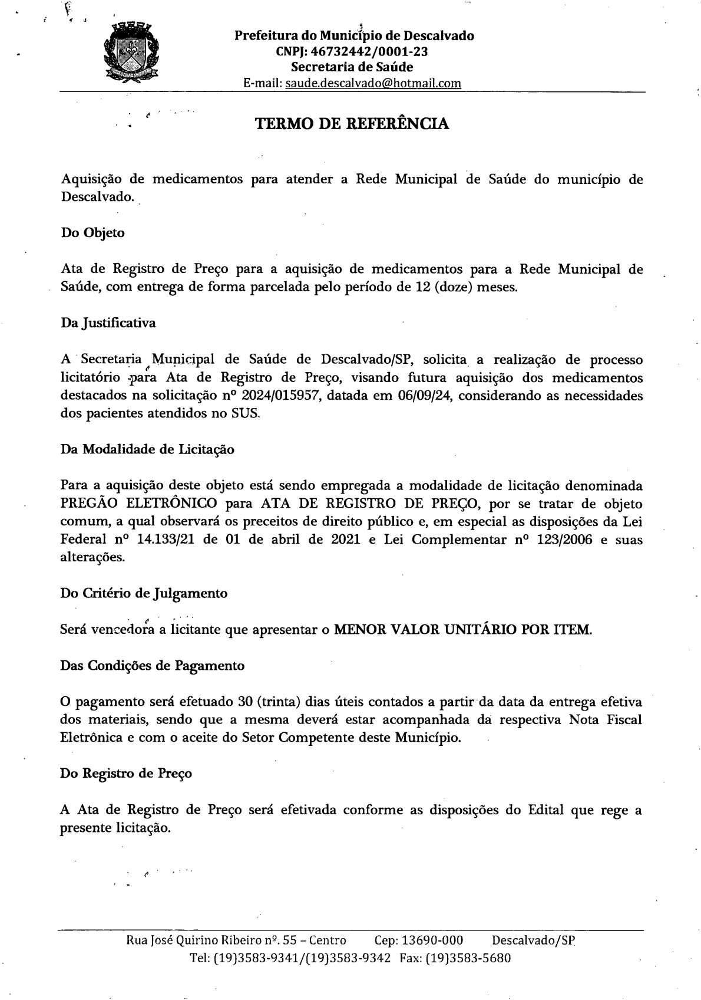 Prefeitura do Município de Descalvado
CNPJ: 46732442/0001-23
Secretaria de Saúde
E-mail: saude.descalvado@hotmail.com
TERMO DE REFERÊNCIA
Aquisição de medicamentos para atender a Rede Municipal de Saúde do município de
Descalvado.
Do Objeto
Ata de Registro de Preço para a aquisição de medicamentos para a Rede Municipal de
Saúde, com entrega de forma parcelada pelo período de 12 (doze) meses.
Da Justificativa
A Secretaria Municipal de Saúde de Descalvado/SP, solicita a realização de processo
licitatório para Ata de Registro de Preço, visando futura aquisição dos medicamentos
destacados na solicitação nº 2024/015957, datada em 06/09/24, considerando as necessidades
dos pacientes atendidos no SUS.
Da Modalidade de Licitação
Para a aquisição deste objeto está sendo empregada a modalidade de licitação denominada
PREGÃO ELETRÔNICO para ATA DE REGISTRO DE PREÇO, por se tratar de objeto
comum, a qual observará os preceitos de direito público e, em especial as disposições da Lei
Federal nº 14.133/21 de 01 de abril de 2021 e Lei Complementar nº 123/2006 e suas
alterações.
Do Critério de Julgamento
Será vencedora a licitante que apresentar o MENOR VALOR UNITÁRIO POR ITEM.
Das Condições de Pagamento
O pagamento será efetuado 30 (trinta) dias úteis contados a partir da data da entrega efetiva
dos materiais, sendo que a mesma deverá estar acompanhada da respectiva Nota Fiscal
Eletrônica e com o aceite do Setor Competente deste Município.
Do Registro de Preço
A Ata de Registro de Preço será efetivada conforme as disposições do Edital que rege a
presente licitação.
Rua José Quirino Ribeiro nº. 55 – Centro Cep: 13690-000 Descalvado/SP
Tel: (19)3583-9341/(19)3583-9342 Fax: (19)3583-5680